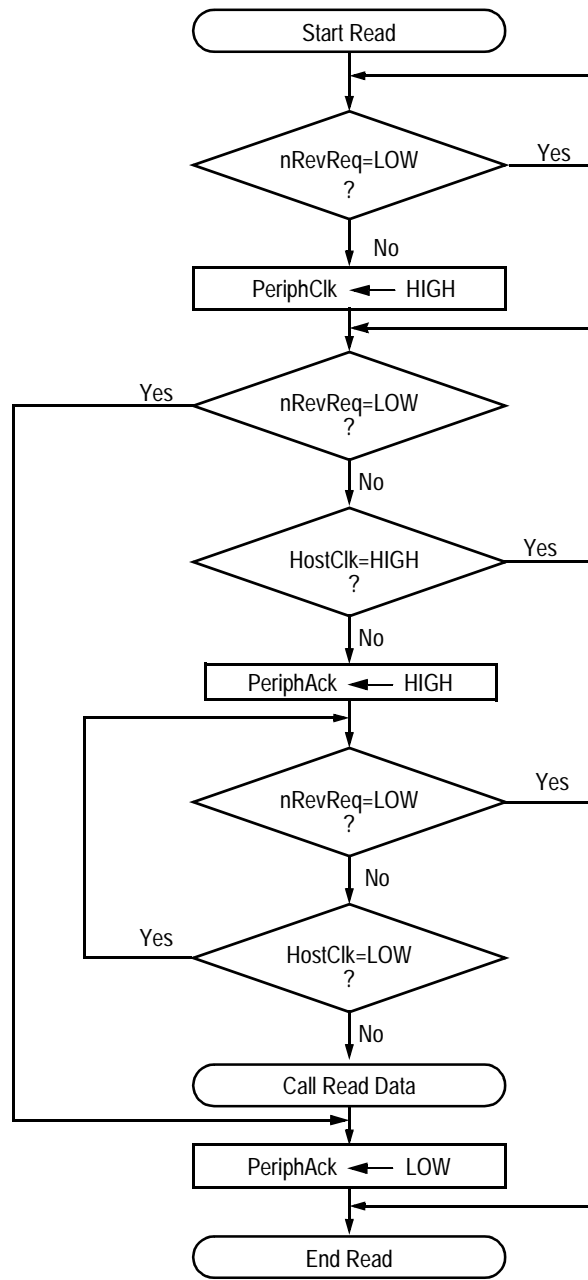 Start Read
nRevReq=LOW
?
Yes
No
PeriphClk HIGH
Yes
nRevReq=LOW
?
No
HostClk=HIGH
?
Yes
No
PeriphAck HIGH
nRevReq=LOW
?
Yes
No
Yes
HostClk=LOW
?
No
Call Read Data
PeriphAck LOW
End Read